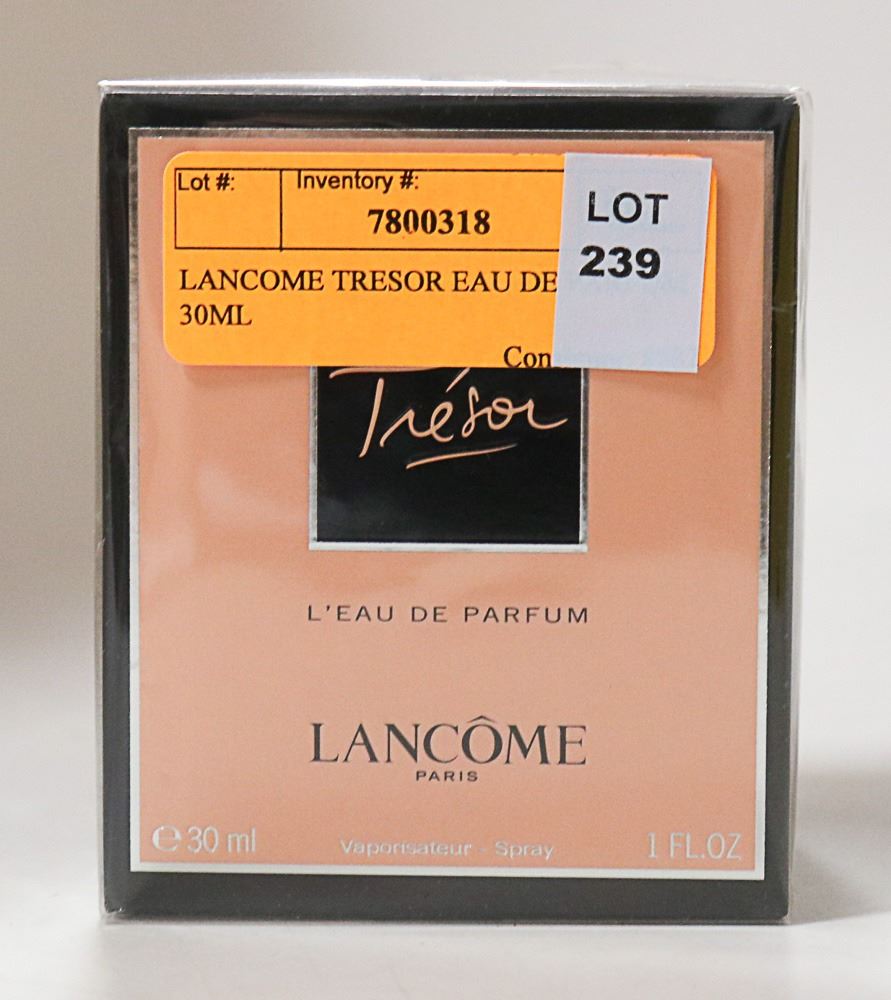 Lot #:
Inventory #:
7800318
LOT
239
LANCOME TRESOR EAU DE
30ML
Con
Trésor
L'EAU DE PARFUM
LANCÔME
PARIS
℮ 30 ml
Vaporisateur - Spray
1 FL.OZ